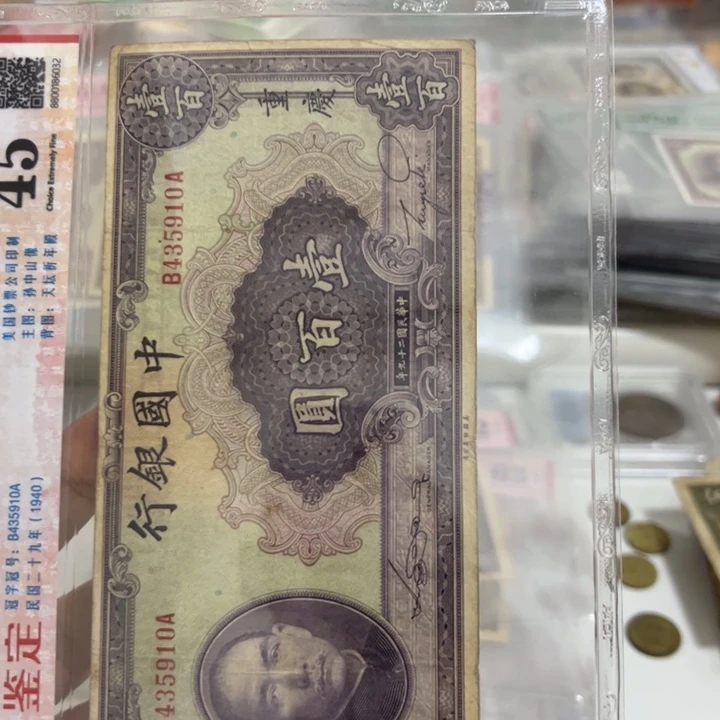 8800186032
45
Choice Extremely Fine
美国钞票公司印制
主图：孙中山像
背图：天坛祈年殿
冠字冠号：B435910A
民国二十九年（1940）
鉴定
中國銀行
重慶
壹百
壹百
B435910A
壹百圓
中華民國二十九年印
435910A